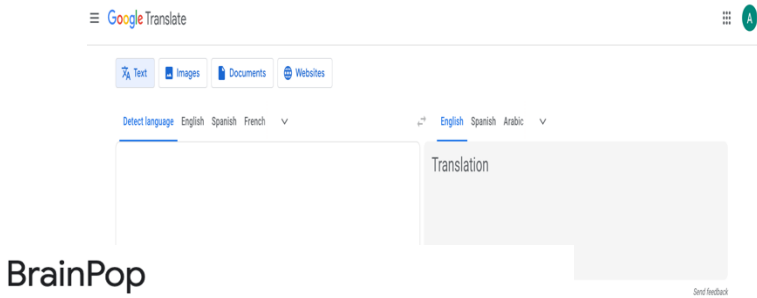 Google Translate
A
Text Images Documents Websites
Detect language English Spanish French English Spanish Arabic
Translation
BrainPop
Send feedback